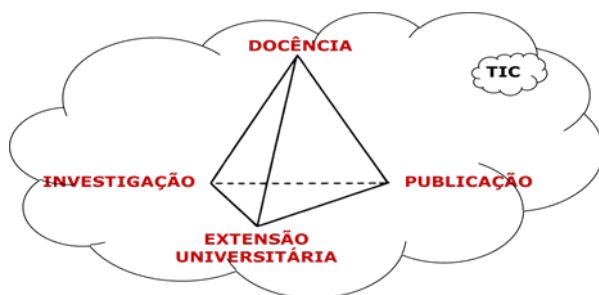 DOCÊNCIA
TIC
INVESTIGAÇÃO
PUBLICAÇÃO
EXTENSÃO
UNIVERSITÁRIA